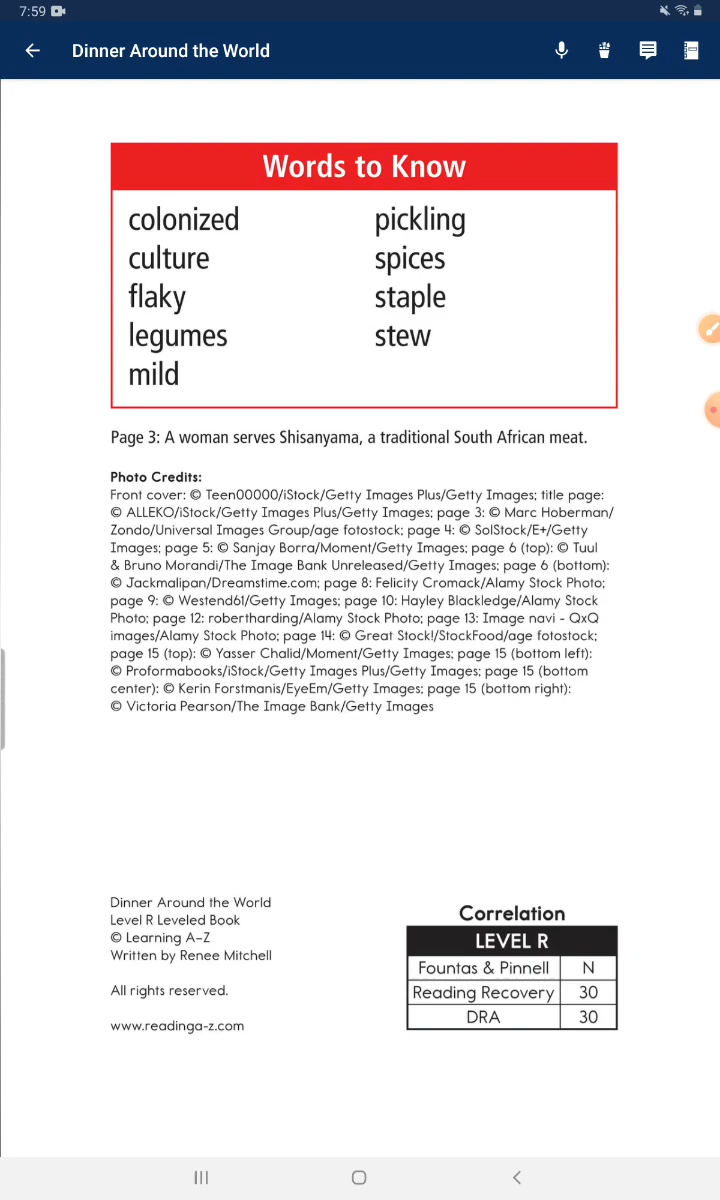 7:59
Dinner Around the World
Words to Know
colonized
culture
flaky
legumes
mild
pickling
spices
staple
stew
Page 3: A woman serves Shisanyama, a traditional South African meat.
Photo Credits:
Front cover: © Teen00000/iStock/Getty Images Plus/Getty Images; title page:
© ALLEKO/iStock/Getty Images Plus/Getty Images; page 3: © Marc Hoberman/
Zondo/Universal Images Group/age fotostock; page 4: © SolStock/E+/Getty
Images; page 5: © Sanjay Borra/Moment/Getty Images; page 6 (top): © Tuul
& Bruno Morandi/The Image Bank Unreleased/Getty Images; page 6 (bottom):
© Jackmalipan/Dreamstime.com; page 8: Felicity Cromack/Alamy Stock Photo;
page 9: © Westend61/Getty Images; page 10: Hayley Blackledge/Alamy Stock
Photo; page 12: robertharding/Alamy Stock Photo; page 13: Image navi - QxQ
images/Alamy Stock Photo; page 14: © Great Stock!/StockFood/age fotostock;
page 15 (top): © Yasser Chalid/Moment/Getty Images; page 15 (bottom left):
© Proformabooks/iStock/Getty Images Plus/Getty Images; page 15 (bottom
center): © Kerin Forstmanis/EyeEm/Getty Images; page 15 (bottom right):
© Victoria Pearson/The Image Bank/Getty Images
Dinner Around the World
Level R Leveled Book
© Learning A–Z
Written by Renee Mitchell
All rights reserved.
www.readinga-z.com
Correlation
LEVEL R
Fountas & Pinnell N
Reading Recovery 30
DRA 30